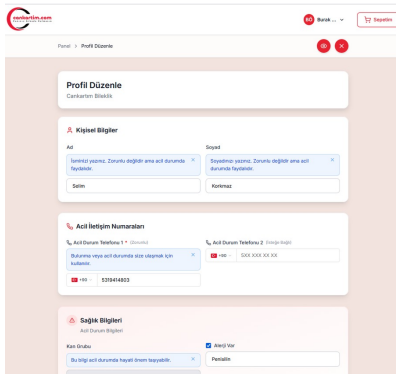 cankartim.com
BÖ Burak ...
Sepetim
Panel > Profil Düzenle
Profil Düzenle
Cankartım Bileklik
Kişisel Bilgiler
Ad
İsminizi yazınız. Zorunlu değildir ama acil durumda faydalıdır.
Selim
Soyad
Soyadınızı yazınız. Zorunlu değildir ama acil durumda faydalıdır.
Korkmaz
Acil İletişim Numaraları
Acil Durum Telefonu 1 * (Zorunlu)
Bulunma veya acil durumda size ulaşmak için kullanılır.
+90 5319414803
Acil Durum Telefonu 2 (İsteğe Bağlı)
+90 5XX XXX XX XX
Sağlık Bilgileri
Acil Durum Bilgileri
Kan Grubu
Bu bilgi acil durumda hayati önem taşıyabilir.
Alerji Var
Penisilin